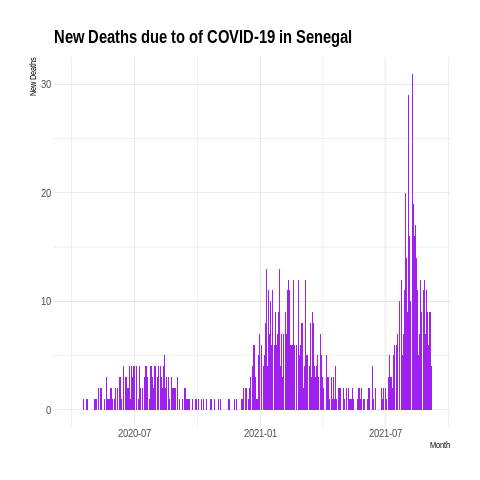 New Deaths due to of COVID-19 in Senegal
New Deaths
30
20
10
0
2020-07
2021-01
2021-07
Month